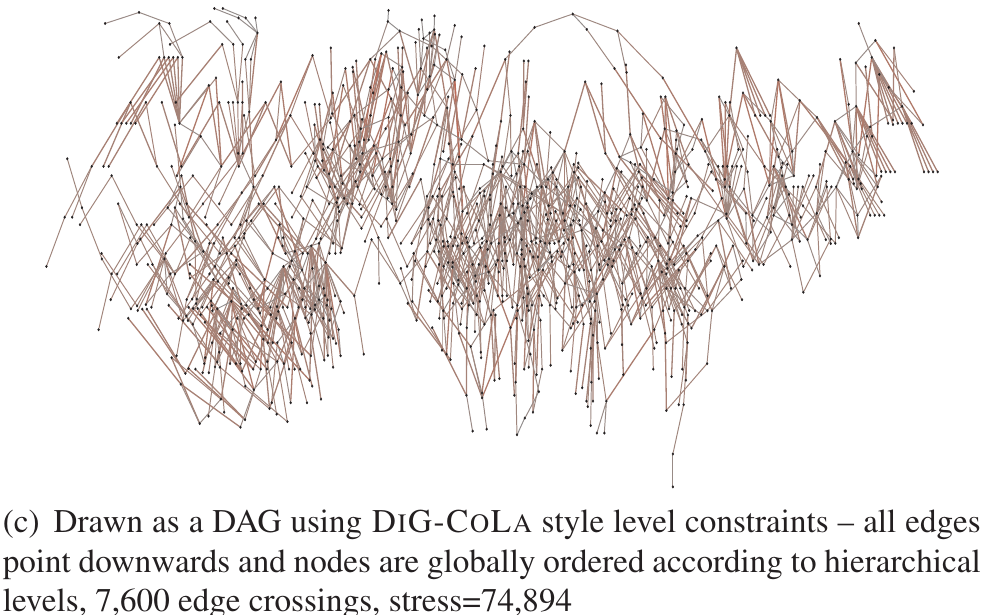 (c) Drawn as a DAG using DIG-COLA style level constraints – all edges
point downwards and nodes are globally ordered according to hierarchical
levels, 7,600 edge crossings, stress=74,894